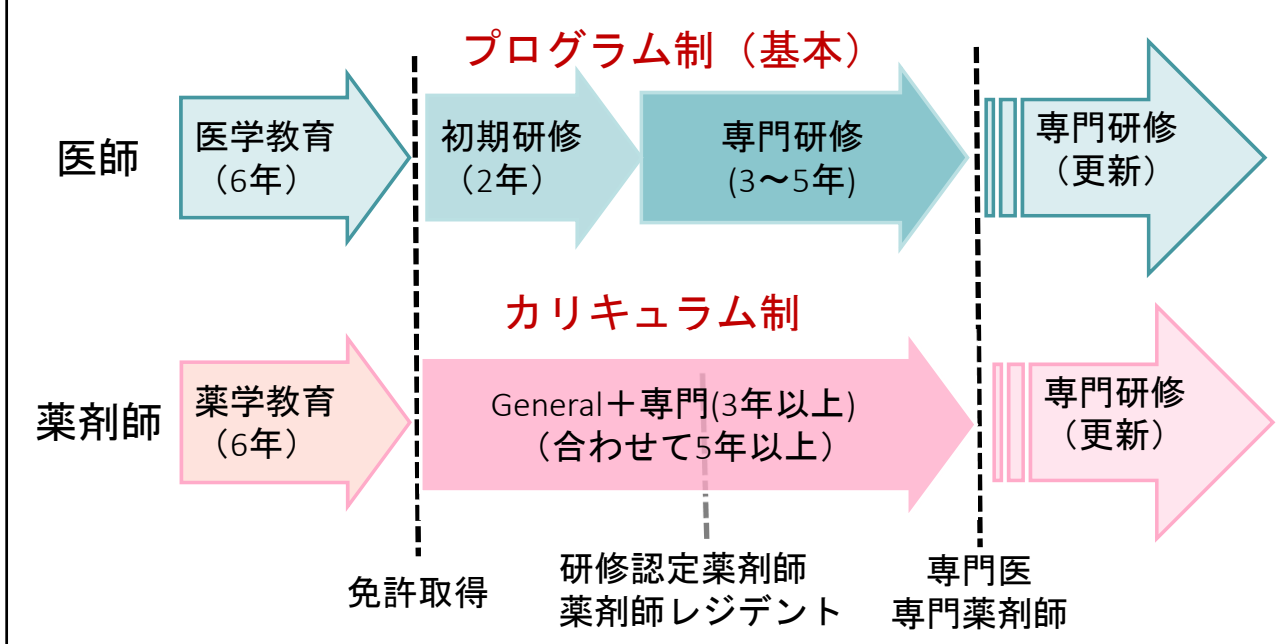 プログラム制（基本）
医師
医学教育
（6年）
初期研修
（2年）
専門研修
(3～5年)
専門研修
（更新）
カリキュラム制
薬剤師
薬学教育
（6年）
General＋専門(3年以上)
（合わせて5年以上）
専門研修
（更新）
免許取得
研修認定薬剤師
薬剤師レジデント
専門医
専門薬剤師